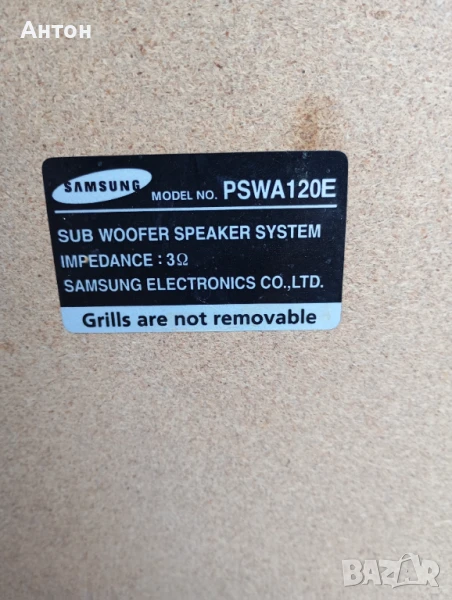 Антон
SAMSUNG
MODEL NO. PSWA120E
SUB WOOFER SPEAKER SYSTEM
IMPEDANCE : 3Ω
SAMSUNG ELECTRONICS CO.,LTD.
Grills are not removable
BAZAR